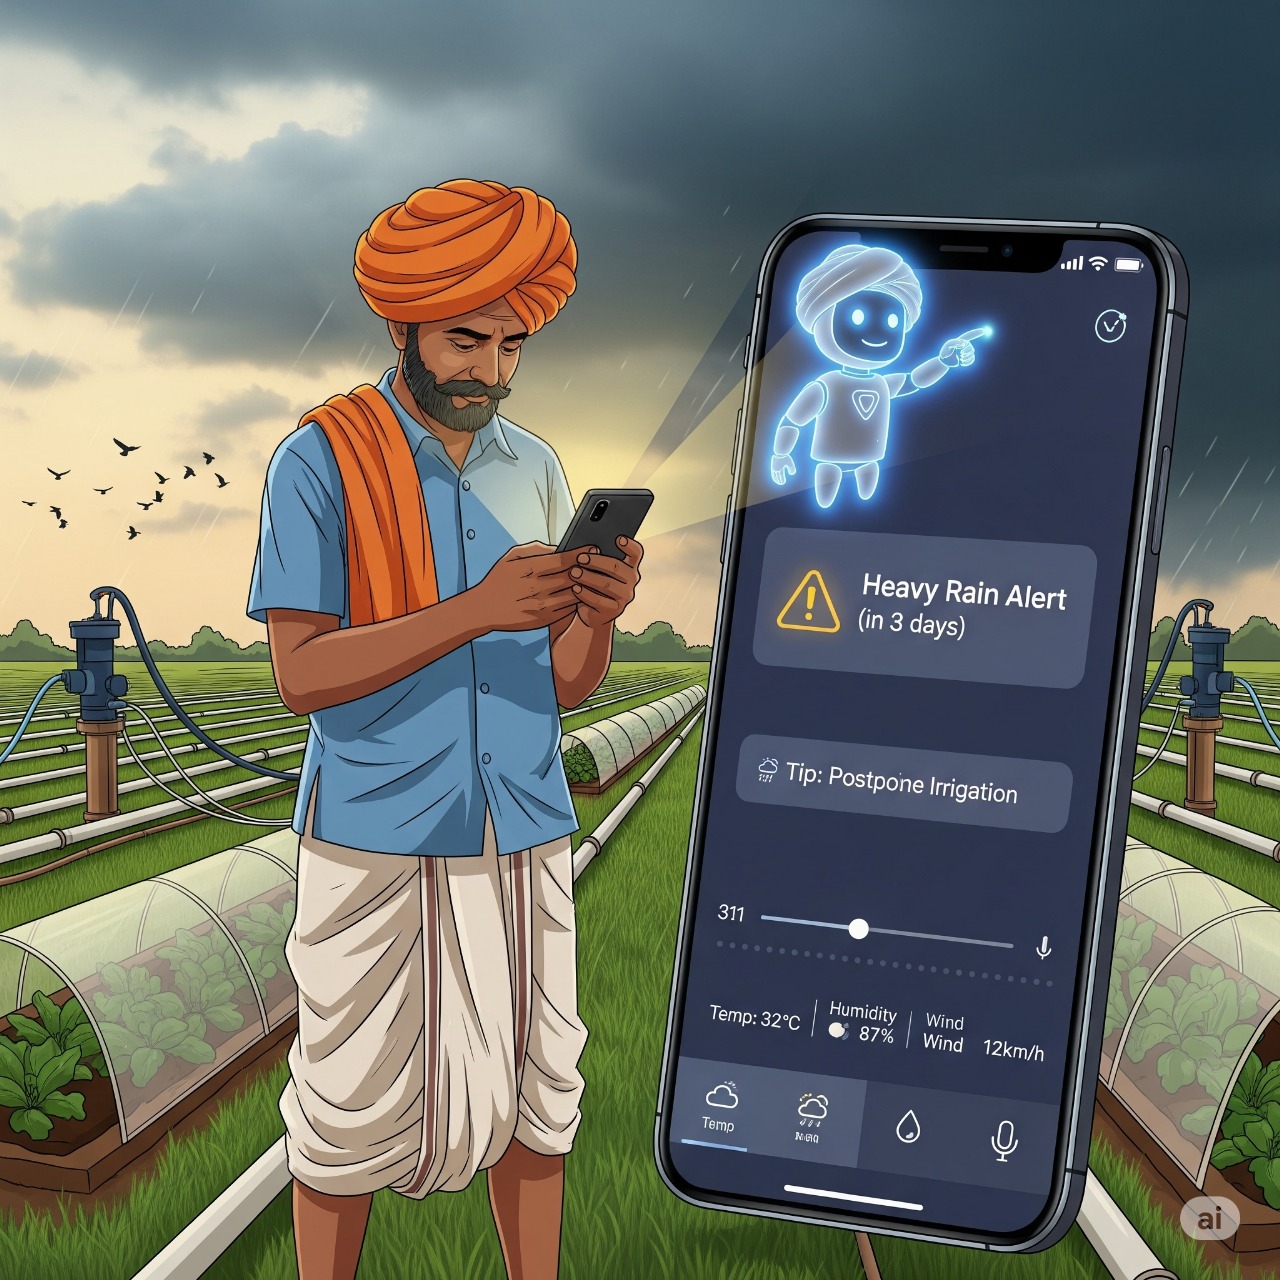 Heavy Rain Alert
(in 3 days)
Tip: Postpone Irrigation
311
Temp: 32°C
Humidity
87%
Wind
Wind
12km/h
Temp
ai